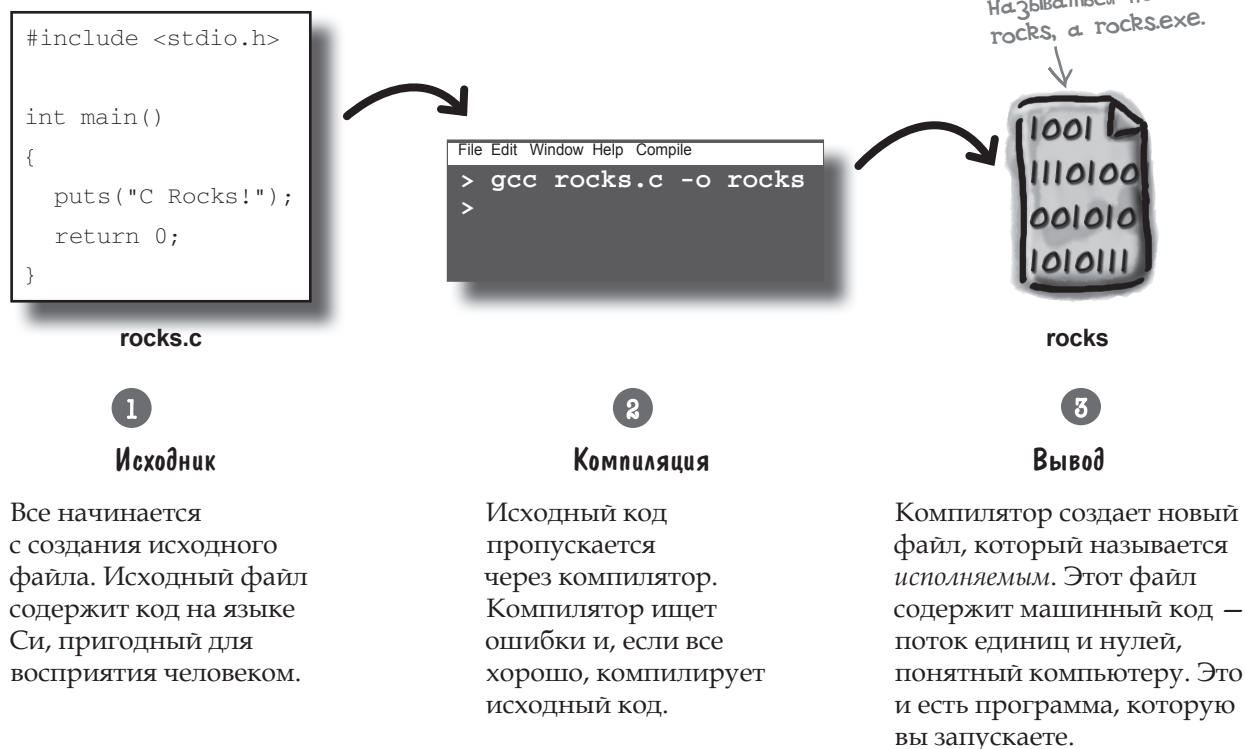 Называться не
rocks, а rocks.exe.
#include <stdio.h>
int main()
{
puts("C Rocks!");
return 0;
}
rocks.c
File Edit Window Help Compile
> gcc rocks.c -o rocks
>
1001
1110100
001010
1010111
rocks
1
Исходник
Все начинается
с создания исходного
файла. Исходный файл
содержит код на языке
Си, пригодный для
восприятия человеком.
2
Компиляция
Исходный код
пропускается
через компилятор.
Компилятор ищет
ошибки и, если все
хорошо, компилирует
исходный код.
3
Вывод
Компилятор создает новый
файл, который называется
исполняемым. Этот файл
содержит машинный код —
поток единиц и нулей,
понятный компьютеру. Это
и есть программа, которую
вы запускаете.